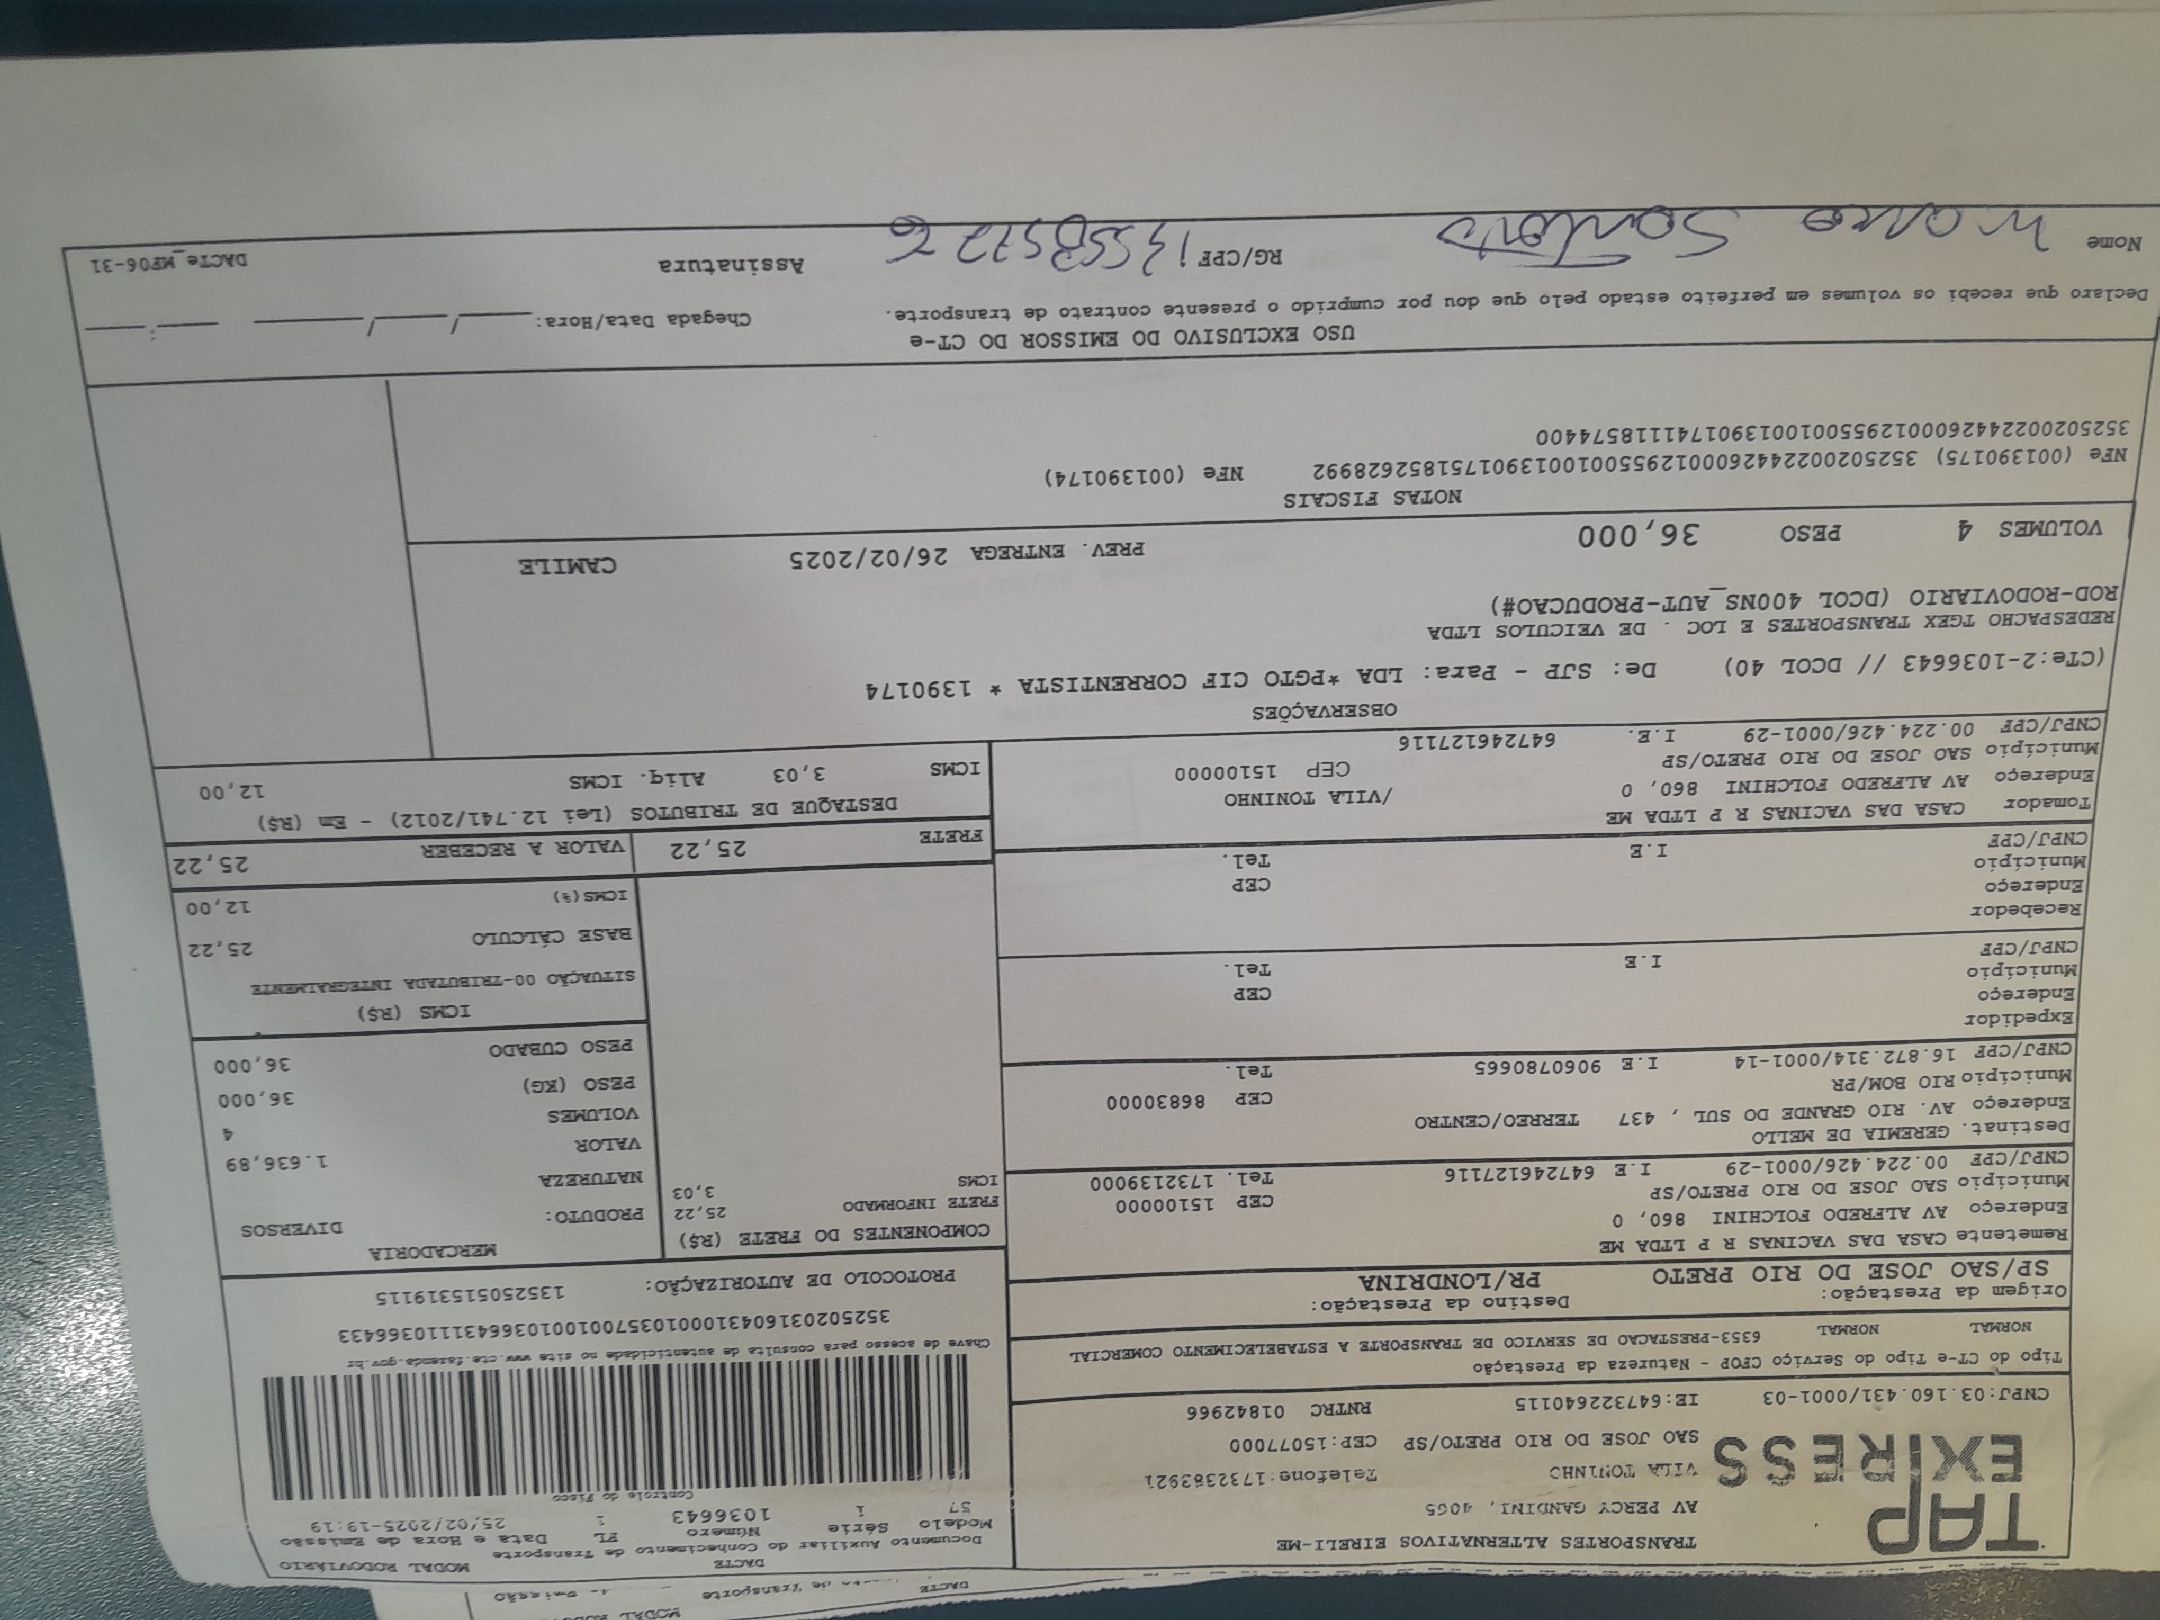 DACTE
MODAL RODO
TAP
EXPRESS
TRANSPORTES ALTERNATIVOS EIRELI-ME
AV PERCY GANDINI, 4065
VILA TONINHO Telefone:1732363921
SAO JOSE DO RIO PRETO/SP CEP:15077000
CNPJ:03.160.431/0001-03 IE:647322640115 RNTRC 01842966
DACTE MODAL RODOVIÁRIO
Documento Auxiliar do Conhecimento de Transporte
Modelo Série Número FL Data e Hora de Emissão
57 1 1036643 1 25/02/2025-19:19
Controle do Fisco
Chave de acesso para consulta de autenticidade no site www.cte.fazenda.gov.br
35250203160431000103570010010366431110366433
PROTOCOLO DE AUTORIZAÇÃO: 135250515319115
Tipo do CT-e Tipo do Serviço CFOP - Natureza da Prestação
NORMAL NORMAL 6353-PRESTACAO DE SERVICO DE TRANSPORTE A ESTABELECIMENTO COMERCIAL
Origem da Prestação: Destino da Prestação:
SP/SAO JOSE DO RIO PRETO PR/LONDRINA
Remetente CASA DAS VACINAS R P LTDA ME
Endereço AV ALFREDO FOLCHINI 860, 0
Município SAO JOSE DO RIO PRETO/SP CEP 15100000
CNPJ/CPF 00.224.426/0001-29 I.E 647246127116 Tel. 1732139000
Destinat. GEREMIA DE MELLO
Endereço AV. RIO GRANDE DO SUL , 437 TERREO/CENTRO
Município RIO BOM/PR CEP 86830000
CNPJ/CPF 16.872.314/0001-14 I.E 9060780665 Tel.
Expedidor
Endereço CEP
Município Tel.
CNPJ/CPF I.E
Recebedor
Endereço CEP
Município Tel.
CNPJ/CPF I.E
Tomador CASA DAS VACINAS R P LTDA ME
Endereço AV ALFREDO FOLCHINI 860, 0 /VILA TONINHO
Município SAO JOSE DO RIO PRETO/SP CEP 15100000
CNPJ/CPF 00.224.426/0001-29 I.E. 647246127116
COMPONENTES DO FRETE (R$)
FRETE INFORMADO 25,22
ICMS 3,03
MERCADORIA
PRODUTO: DIVERSOS
NATUREZA
VALOR 1.636,89
VOLUMES 4
PESO (KG) 36,000
PESO CUBADO 36,000
ICMS (R$)
SITUAÇÃO 00-TRIBUTADA INTEGRALMENTE
BASE CÁLCULO 25,22
ICMS(%) 12,00
FRETE 25,22 VALOR A RECEBER 25,22
DESTAQUE DE TRIBUTOS (Lei 12.741/2012) - Em (R$)
ICMS 3,03 Aliq. ICMS 12,00
OBSERVAÇÕES
(CTe:2-1036643 // DCOL 40) De: SJP - Para: LDA *PGTO CIF CORRENTISTA * 1390174
REDESPACHO TGEX TRANSPORTES E LOC . DE VEICULOS LTDA
ROD-RODOVIARIO (DCOL 400NS_AUT-PRODUCAO#)
VOLUMES 4 PESO 36,000 PREV. ENTREGA 26/02/2025 CAMILE
NOTAS FISCAIS
NFe (001390175) 35250200224426000129550010013901751852628992 NFe (001390174)
35250200224426000129550010013901741118574400
USO EXCLUSIVO DO EMISSOR DO CT-e
Declaro que recebi os volumes em perfeito estado pelo que dou por cumprido o presente contrato de transporte. Chegada Data/Hora: ____/____/____ ____:____
Nome Santos RG/CPF Assinatura DACTe_MF06-31